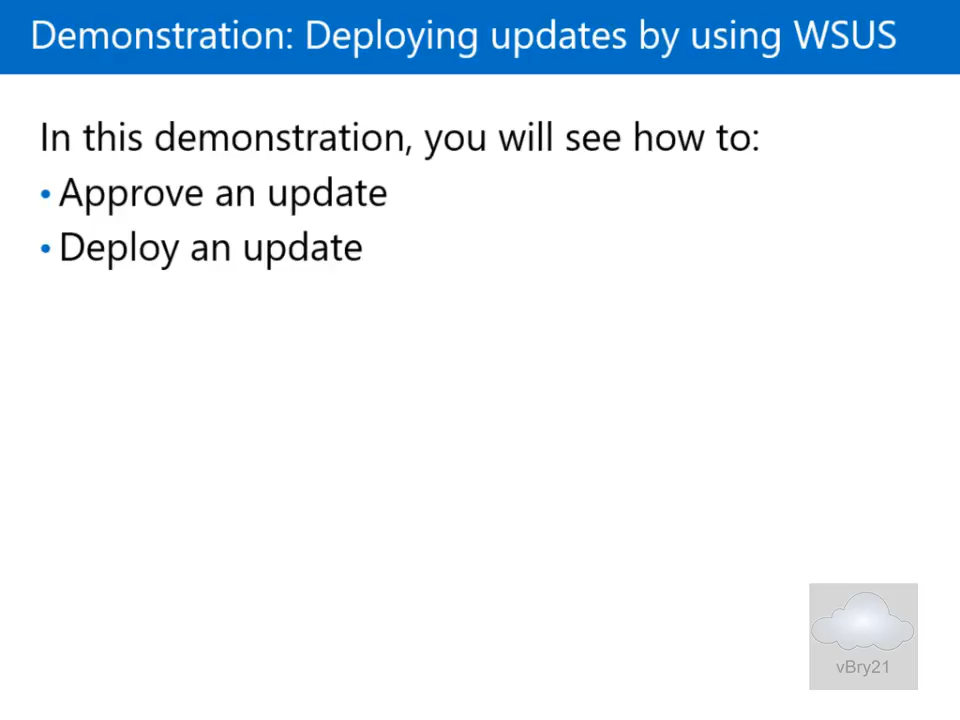 Demonstration: Deploying updates by using WSUS
In this demonstration, you will see how to:
• Approve an update
• Deploy an update
vBry21